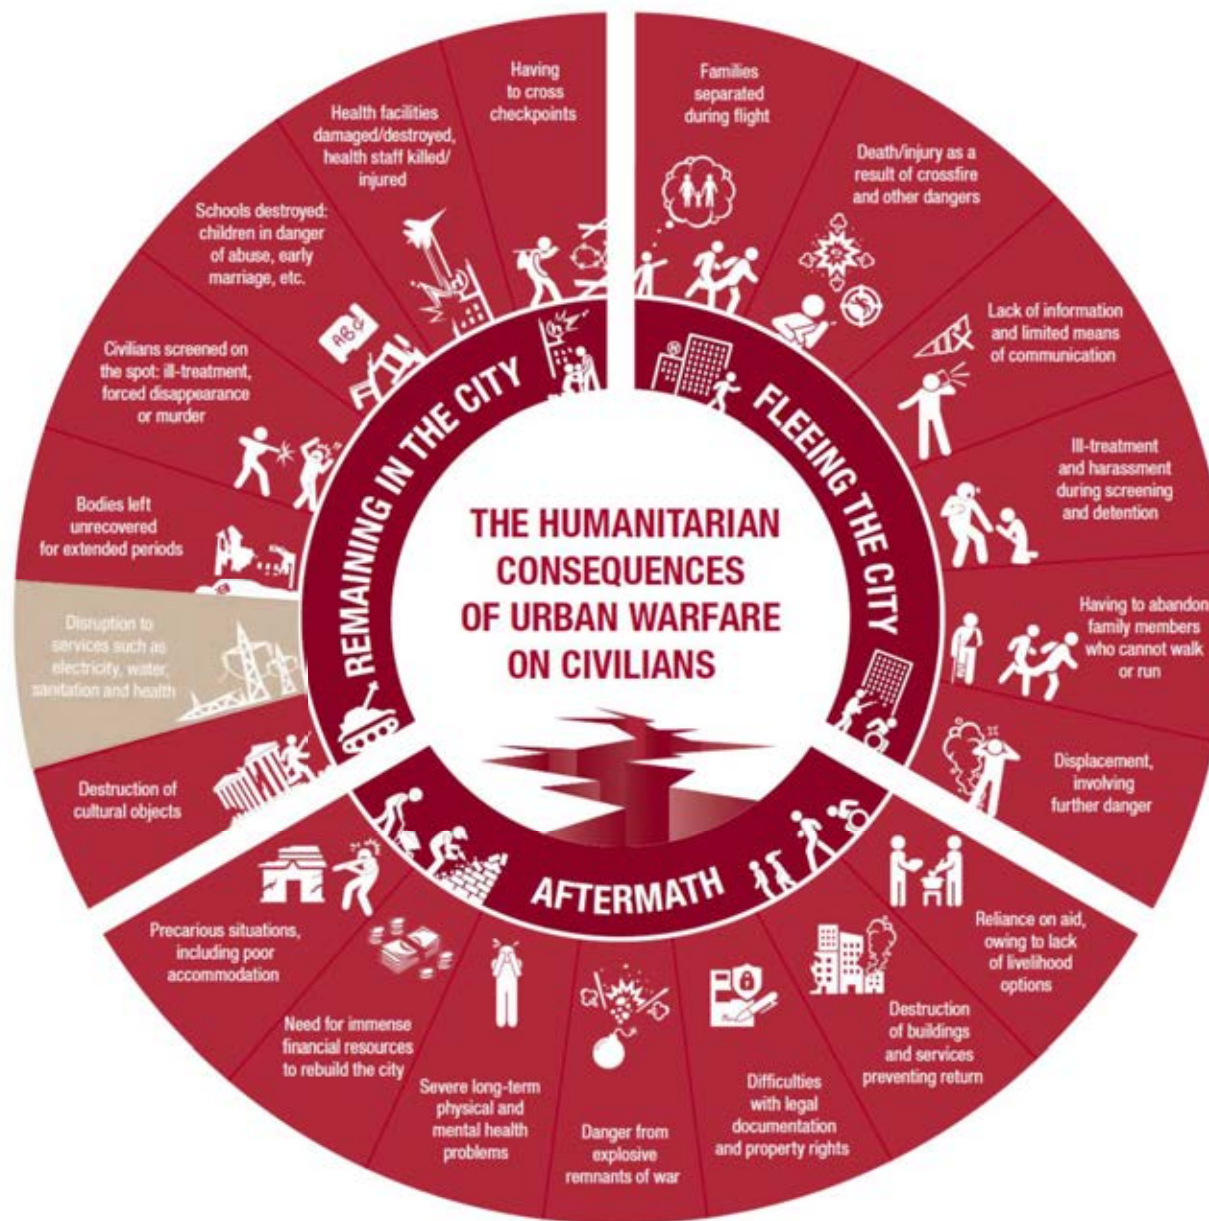 THE HUMANITARIAN
CONSEQUENCES
OF URBAN WARFARE
ON CIVILIANS
REMAINING IN THE CITY
Having
to cross
checkpoints
Health facilities
damaged/destroyed,
health staff killed/
injured
Schools destroyed:
children in danger
of abuse, early
marriage, etc.
ABC
Civilians screened on
the spot: ill-treatment,
forced disappearance
or murder
Bodies left
unrecovered
for extended periods
Disruption to
services such as
electricity, water,
sanitation and health
Destruction of
cultural objects
FLEEING THE CITY
Families
separated
during flight
Death/injury as a
result of crossfire
and other dangers
Lack of information
and limited means
of communication
Ill-treatment
and harassment
during screening
and detention
Having to abandon
family members
who cannot walk
or run
Displacement,
involving
further danger
AFTERMATH
Precarious situations,
including poor
accommodation
Need for immense
financial resources
to rebuild the city
Severe long-term
physical and
mental health
problems
Danger from
explosive
remnants of war
Difficulties
with legal
documentation
and property rights
Destruction
of buildings
and services
preventing return
Reliance on aid,
owing to lack
of livelihood
options